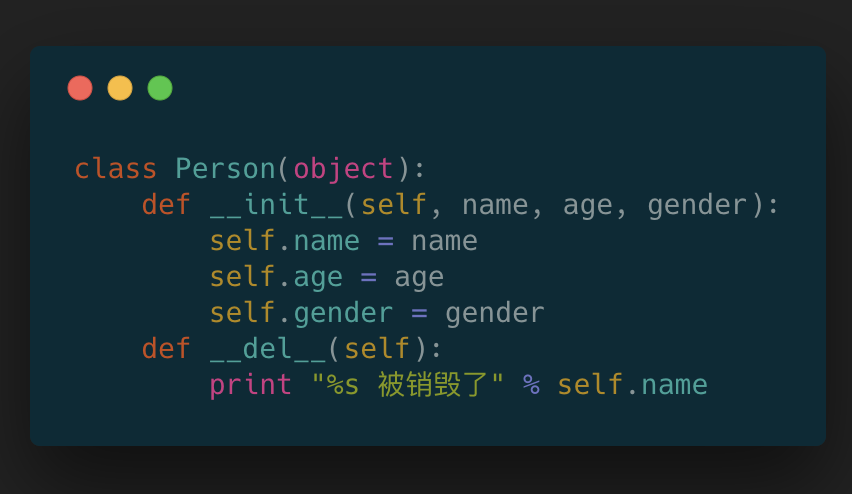 class Person(object):
    def __init__(self, name, age, gender):
        self.name = name
        self.age = age
        self.gender = gender
    def __del__(self):
        print "%s 被销毁了" % self.name